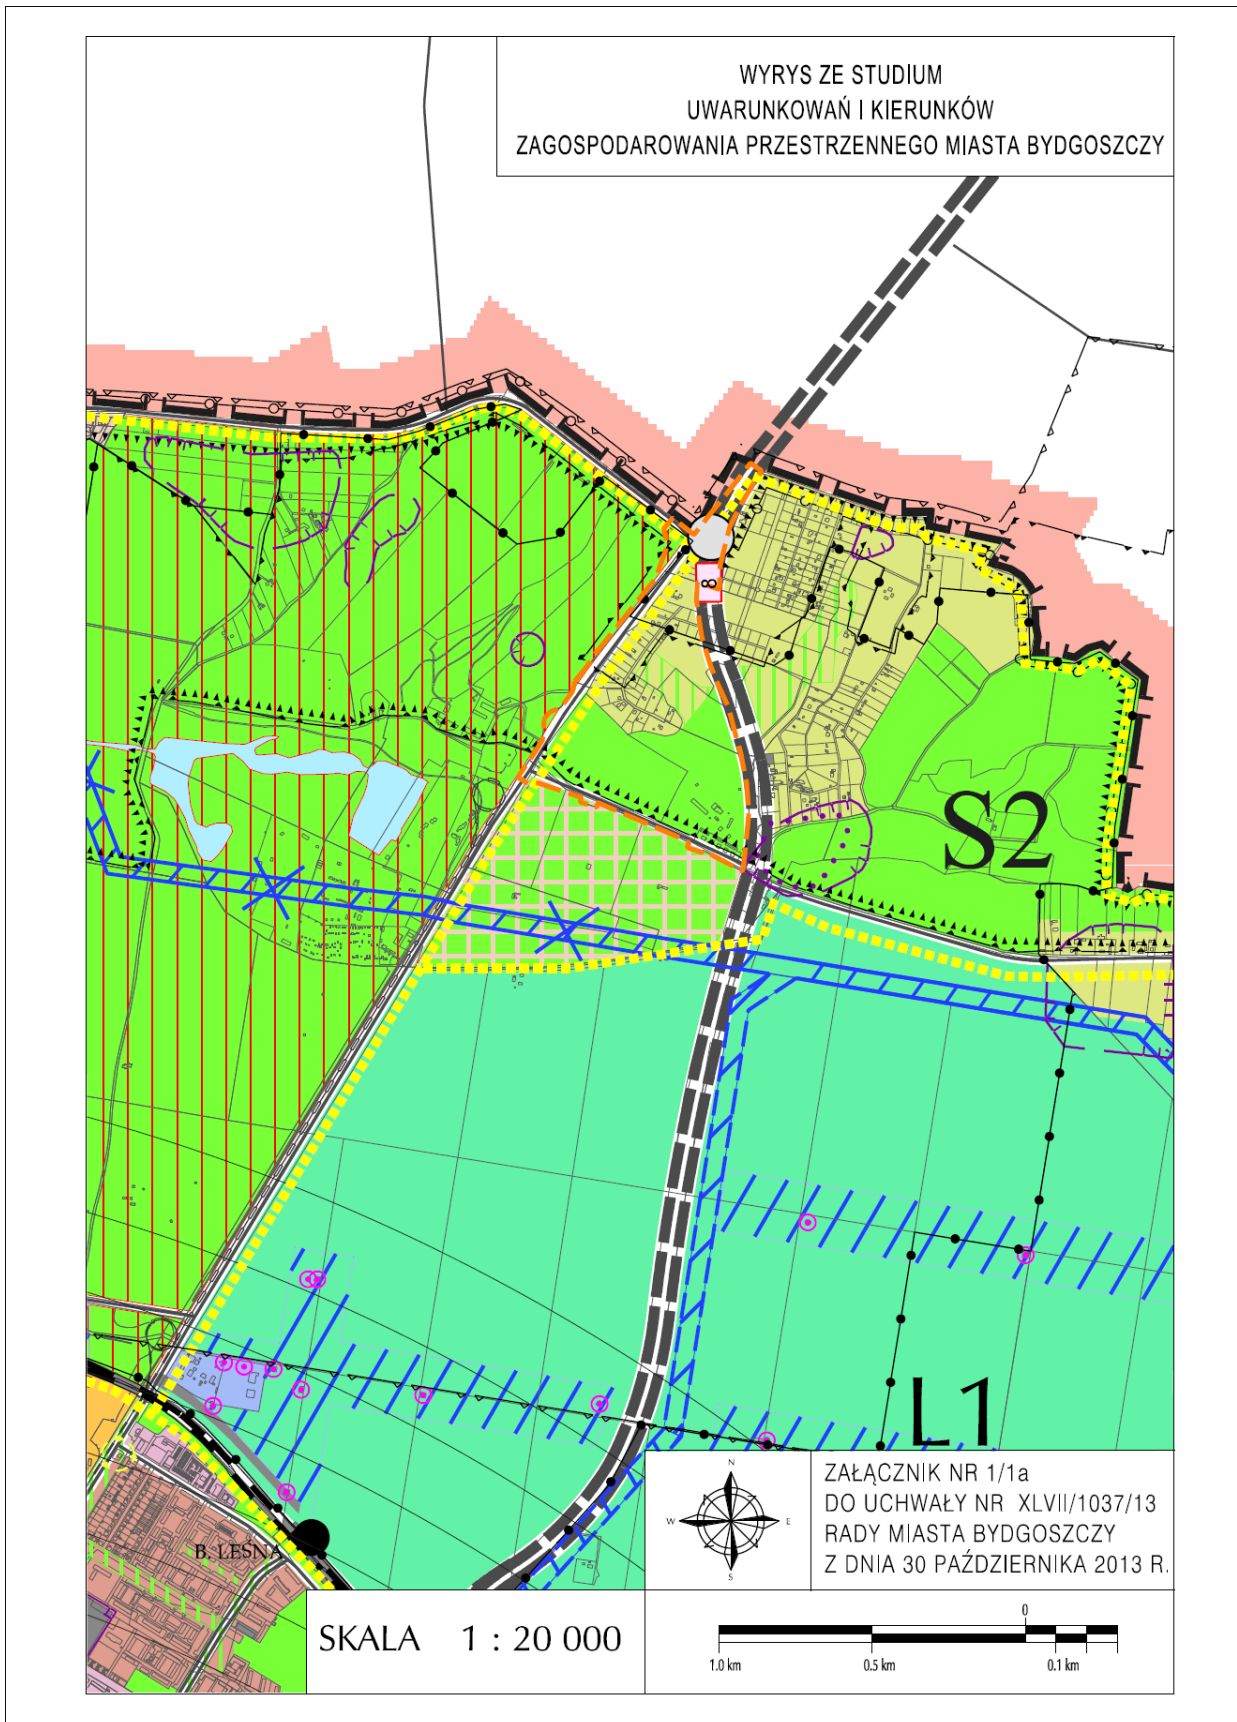 WYRYS ZE STUDIUM
UWARUNKOWAŃ I KIERUNKÓW
ZAGOSPODAROWANIA PRZESTRZENNEGO MIASTA BYDGOSZCZY
8
S2
L1
B. LEŚNA
N
W
E
S
ZAŁĄCZNIK NR 1/1a
DO UCHWAŁY NR XLVII/1037/13
RADY MIASTA BYDGOSZCZY
Z DNIA 30 PAŹDZIERNIKA 2013 R.
SKALA 1 : 20 000
0
1.0 km
0.5 km
0.1 km